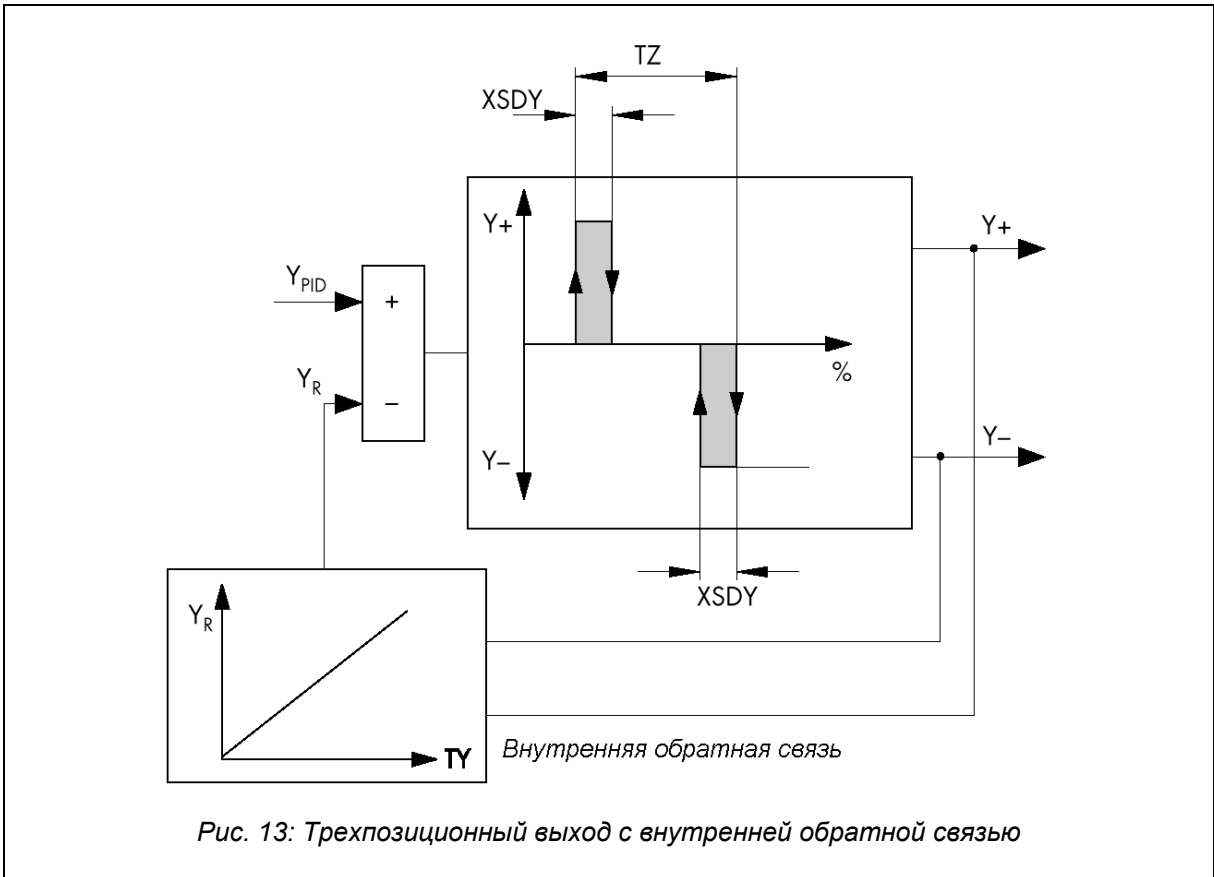 TZ
XSDY
Y+
Y+
Y_PID
+
%
Y_R
–
Y–
Y–
XSDY
Y_R
TY
Внутренняя обратная связь
Рис. 13: Трехпозиционный выход с внутренней обратной связью